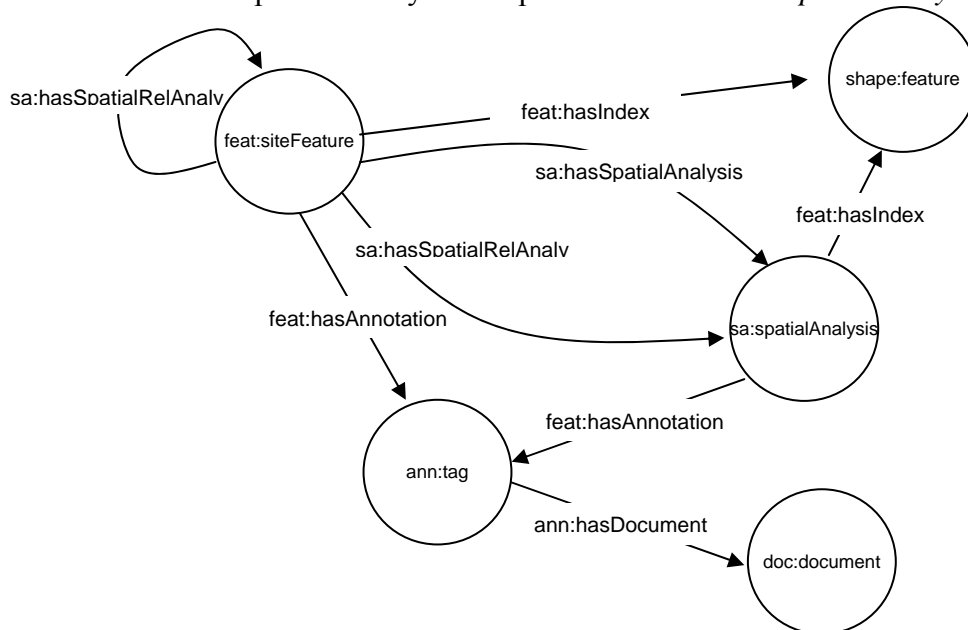 shape:feature
sa:hasSpatialRelAnaly
feat:hasIndex
feat:siteFeature
sa:hasSpatialAnalysis
feat:hasIndex
sa:hasSpatialRelAnaly
feat:hasAnnotation
sa:spatialAnalysis
feat:hasAnnotation
ann:tag
ann:hasDocument
doc:document